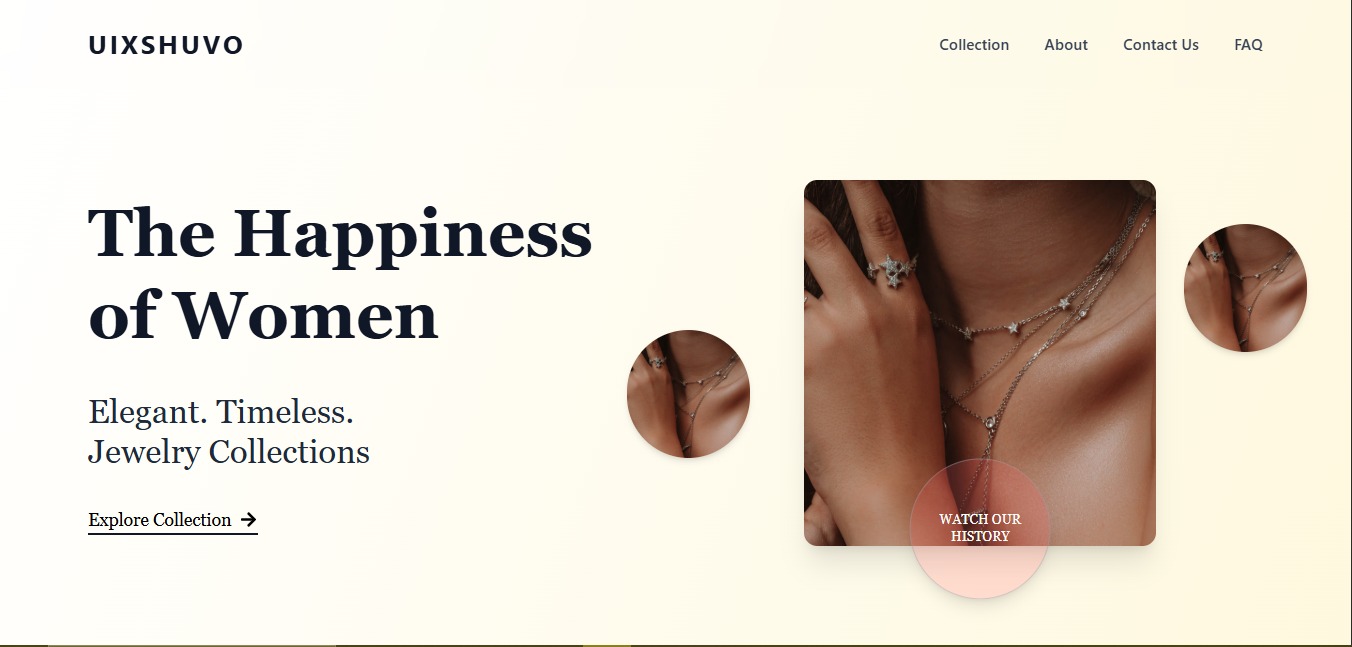 UIXSHUVO
Collection
About
Contact Us
FAQ
The Happiness
of Women
Elegant. Timeless.
Jewelry Collections
Explore Collection
WATCH OUR
HISTORY